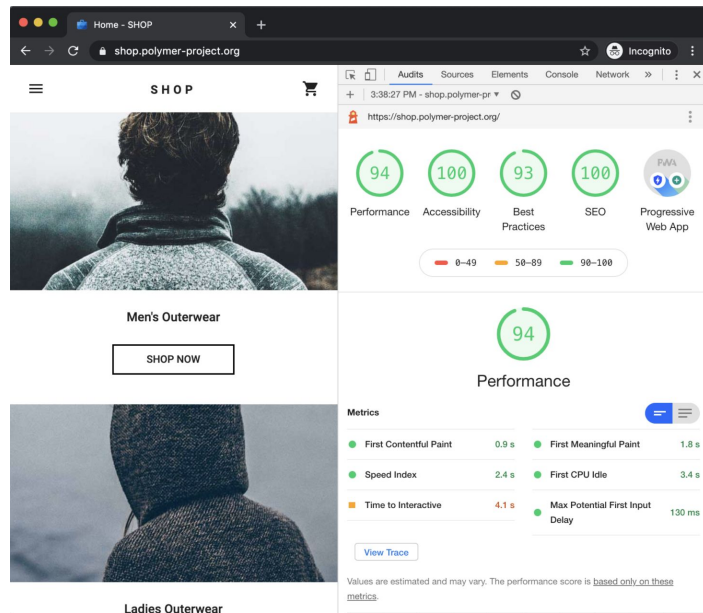 Home - SHOP
shop.polymer-project.org
Incognito
SHOP
Men's Outerwear
SHOP NOW
Ladies Outerwear
Audits Sources Elements Console Network »
3:38:27 PM - shop.polymer-pr
https://shop.polymer-project.org/
94 100 93 100 PWA
Performance Accessibility Best Practices SEO Progressive Web App
0–49 50–89 90–100
94
Performance
Metrics
First Contentful Paint 0.9 s First Meaningful Paint 1.8 s
Speed Index 2.4 s First CPU Idle 3.4 s
Time to Interactive 4.1 s Max Potential First Input Delay 130 ms
View Trace
Values are estimated and may vary. The performance score is based only on these
metrics.